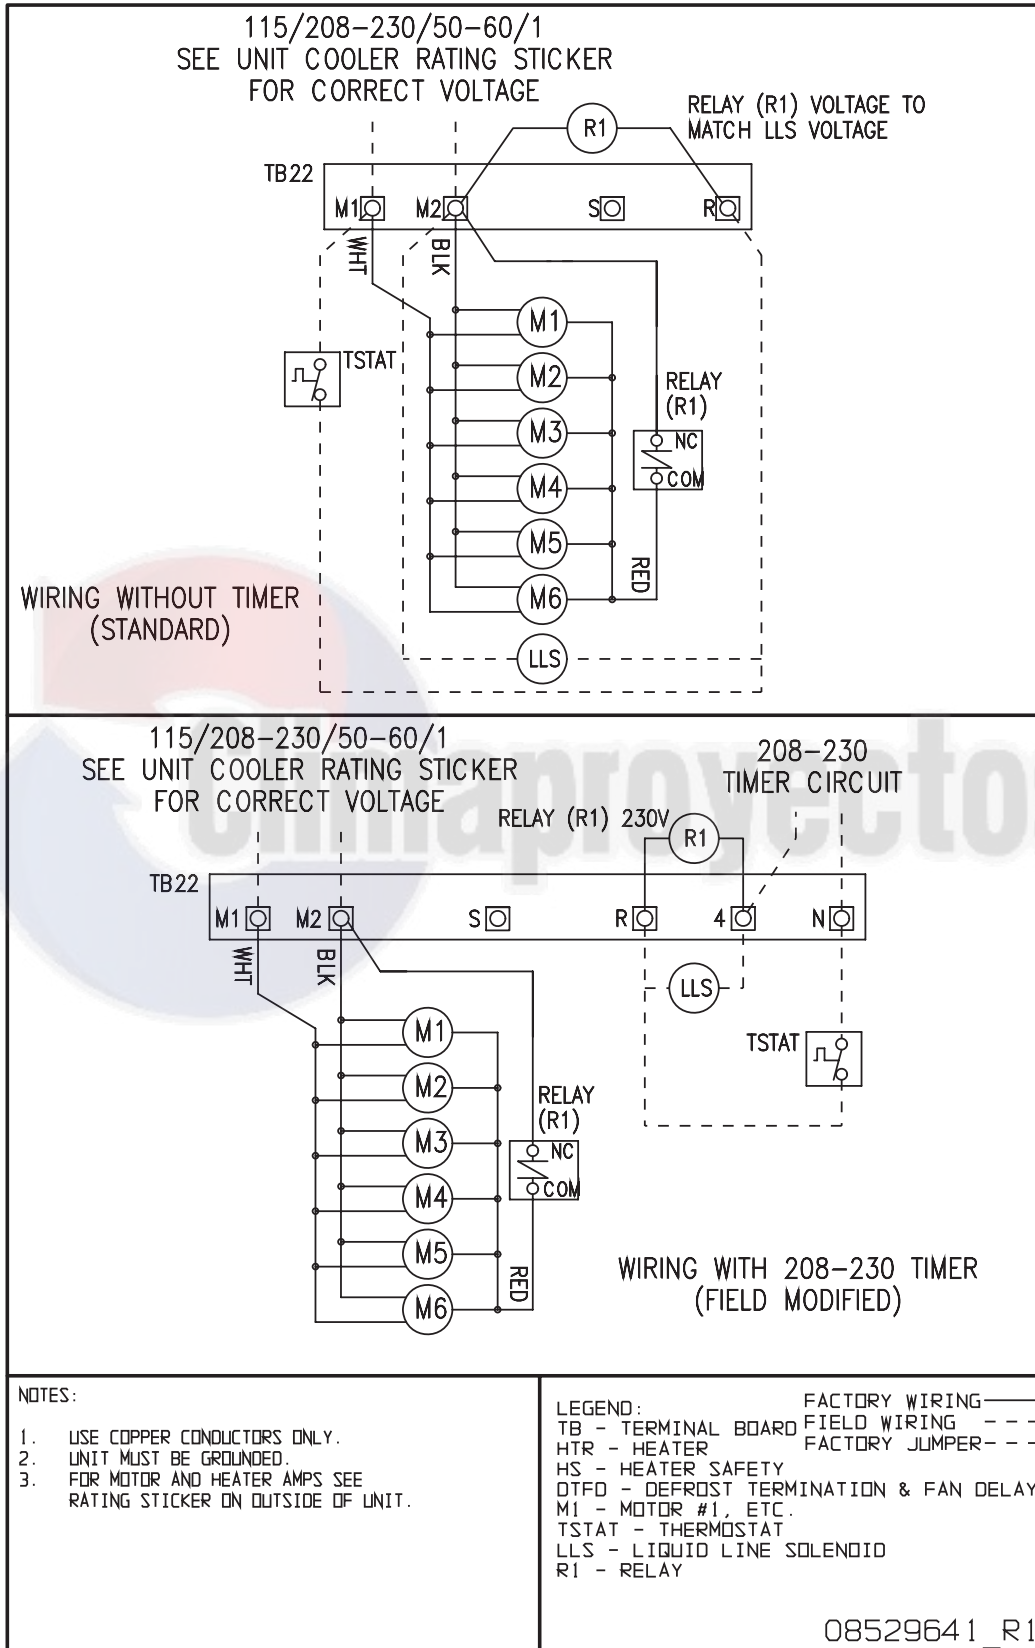 115/208-230/50-60/1
SEE UNIT COOLER RATING STICKER
FOR CORRECT VOLTAGE
R1
RELAY (R1) VOLTAGE TO
MATCH LLS VOLTAGE
TB22
M1
M2
S
R
WHT
BLK
M1
TSTAT
M2
RELAY
(R1)
M3
NC
M4
COM
M5
RED
M6
WIRING WITHOUT TIMER
(STANDARD)
LLS
climaproyecto
115/208-230/50-60/1
SEE UNIT COOLER RATING STICKER
FOR CORRECT VOLTAGE
208-230
TIMER CIRCUIT
RELAY (R1) 230V
R1
TB22
M1
M2
S
R
4
N
WHT
BLK
LLS
M1
TSTAT
M2
RELAY
(R1)
M3
NC
M4
COM
M5
RED
M6
WIRING WITH 208-230 TIMER
(FIELD MODIFIED)
NOTES:
1. USE COPPER CONDUCTORS ONLY.
2. UNIT MUST BE GROUNDED.
3. FOR MOTOR AND HEATER AMPS SEE
RATING STICKER ON OUTSIDE OF UNIT.
LEGEND:
FACTORY WIRING
TB - TERMINAL BOARD
FIELD WIRING
HTR - HEATER
FACTORY JUMPER
HS - HEATER SAFETY
DTFD - DEFROST TERMINATION & FAN DELAY
M1 - MOTOR #1, ETC.
TSTAT - THERMOSTAT
LLS - LIQUID LINE SOLENOID
R1 - RELAY
08529641_R1